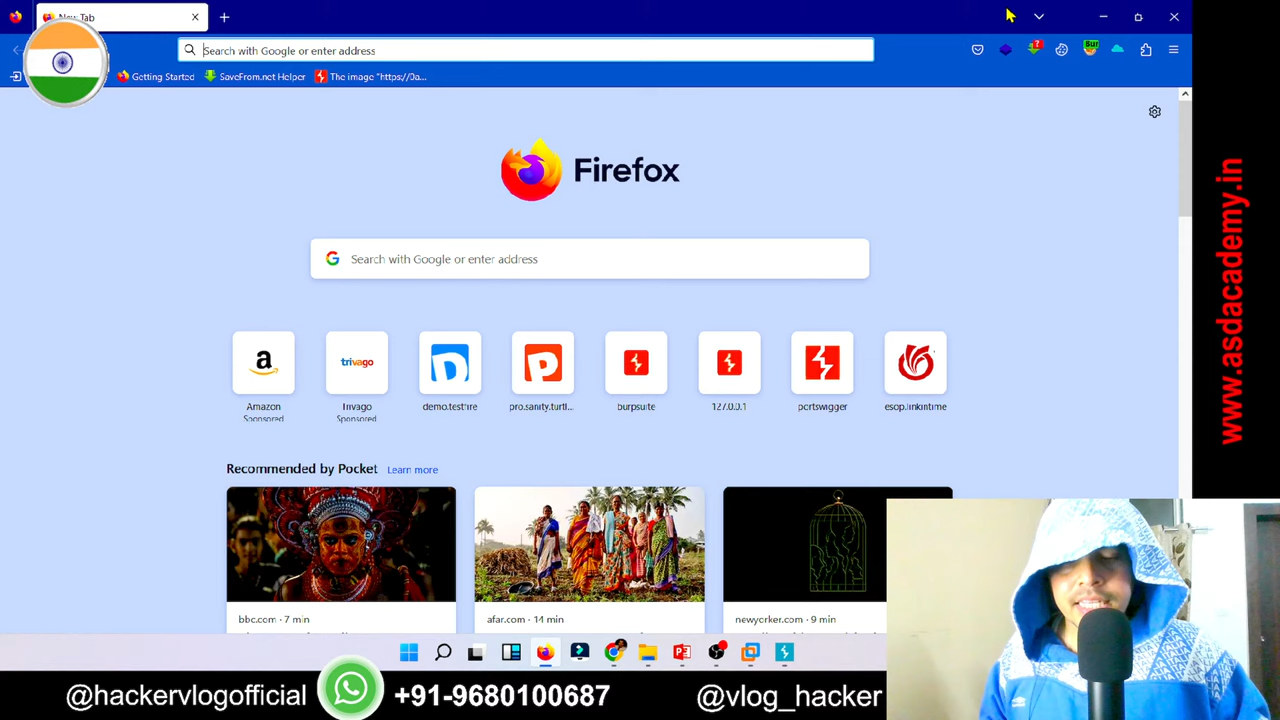 New Tab
Search with Google or enter address
Getting Started
SaveFrom.net Helper
The image "https://0a...
Sur
Firefox
Search with Google or enter address
a
trivago
Amazon
Sponsored
Trivago
Sponsored
demo.testfire
pro.sanity.turtl...
burpsuite
127.0.0.1
portswigger
esop.linkintime
Recommended by Pocket Learn more
bbc.com · 7 min
afar.com · 14 min
newyorker.com · 9 min
www.asdacademy.in
@hackervlogofficial
+91-9680100687
@vlog_hacker